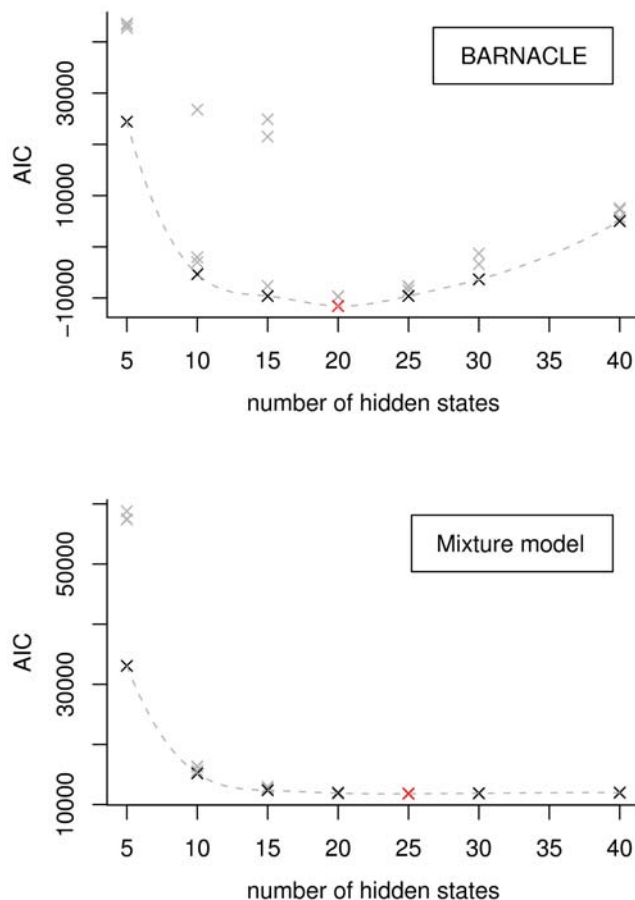 BARNACLE
AIC
30000
10000
−10000
5 10 15 20 25 30 35 40
number of hidden states
Mixture model
AIC
50000
30000
10000
5 10 15 20 25 30 35 40
number of hidden states